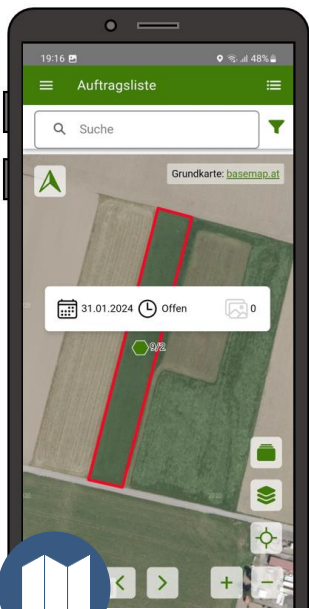 19:16
48%
Auftragsliste
Suche
Grundkarte: basemap.at
31.01.2024 Offen 0
9/2